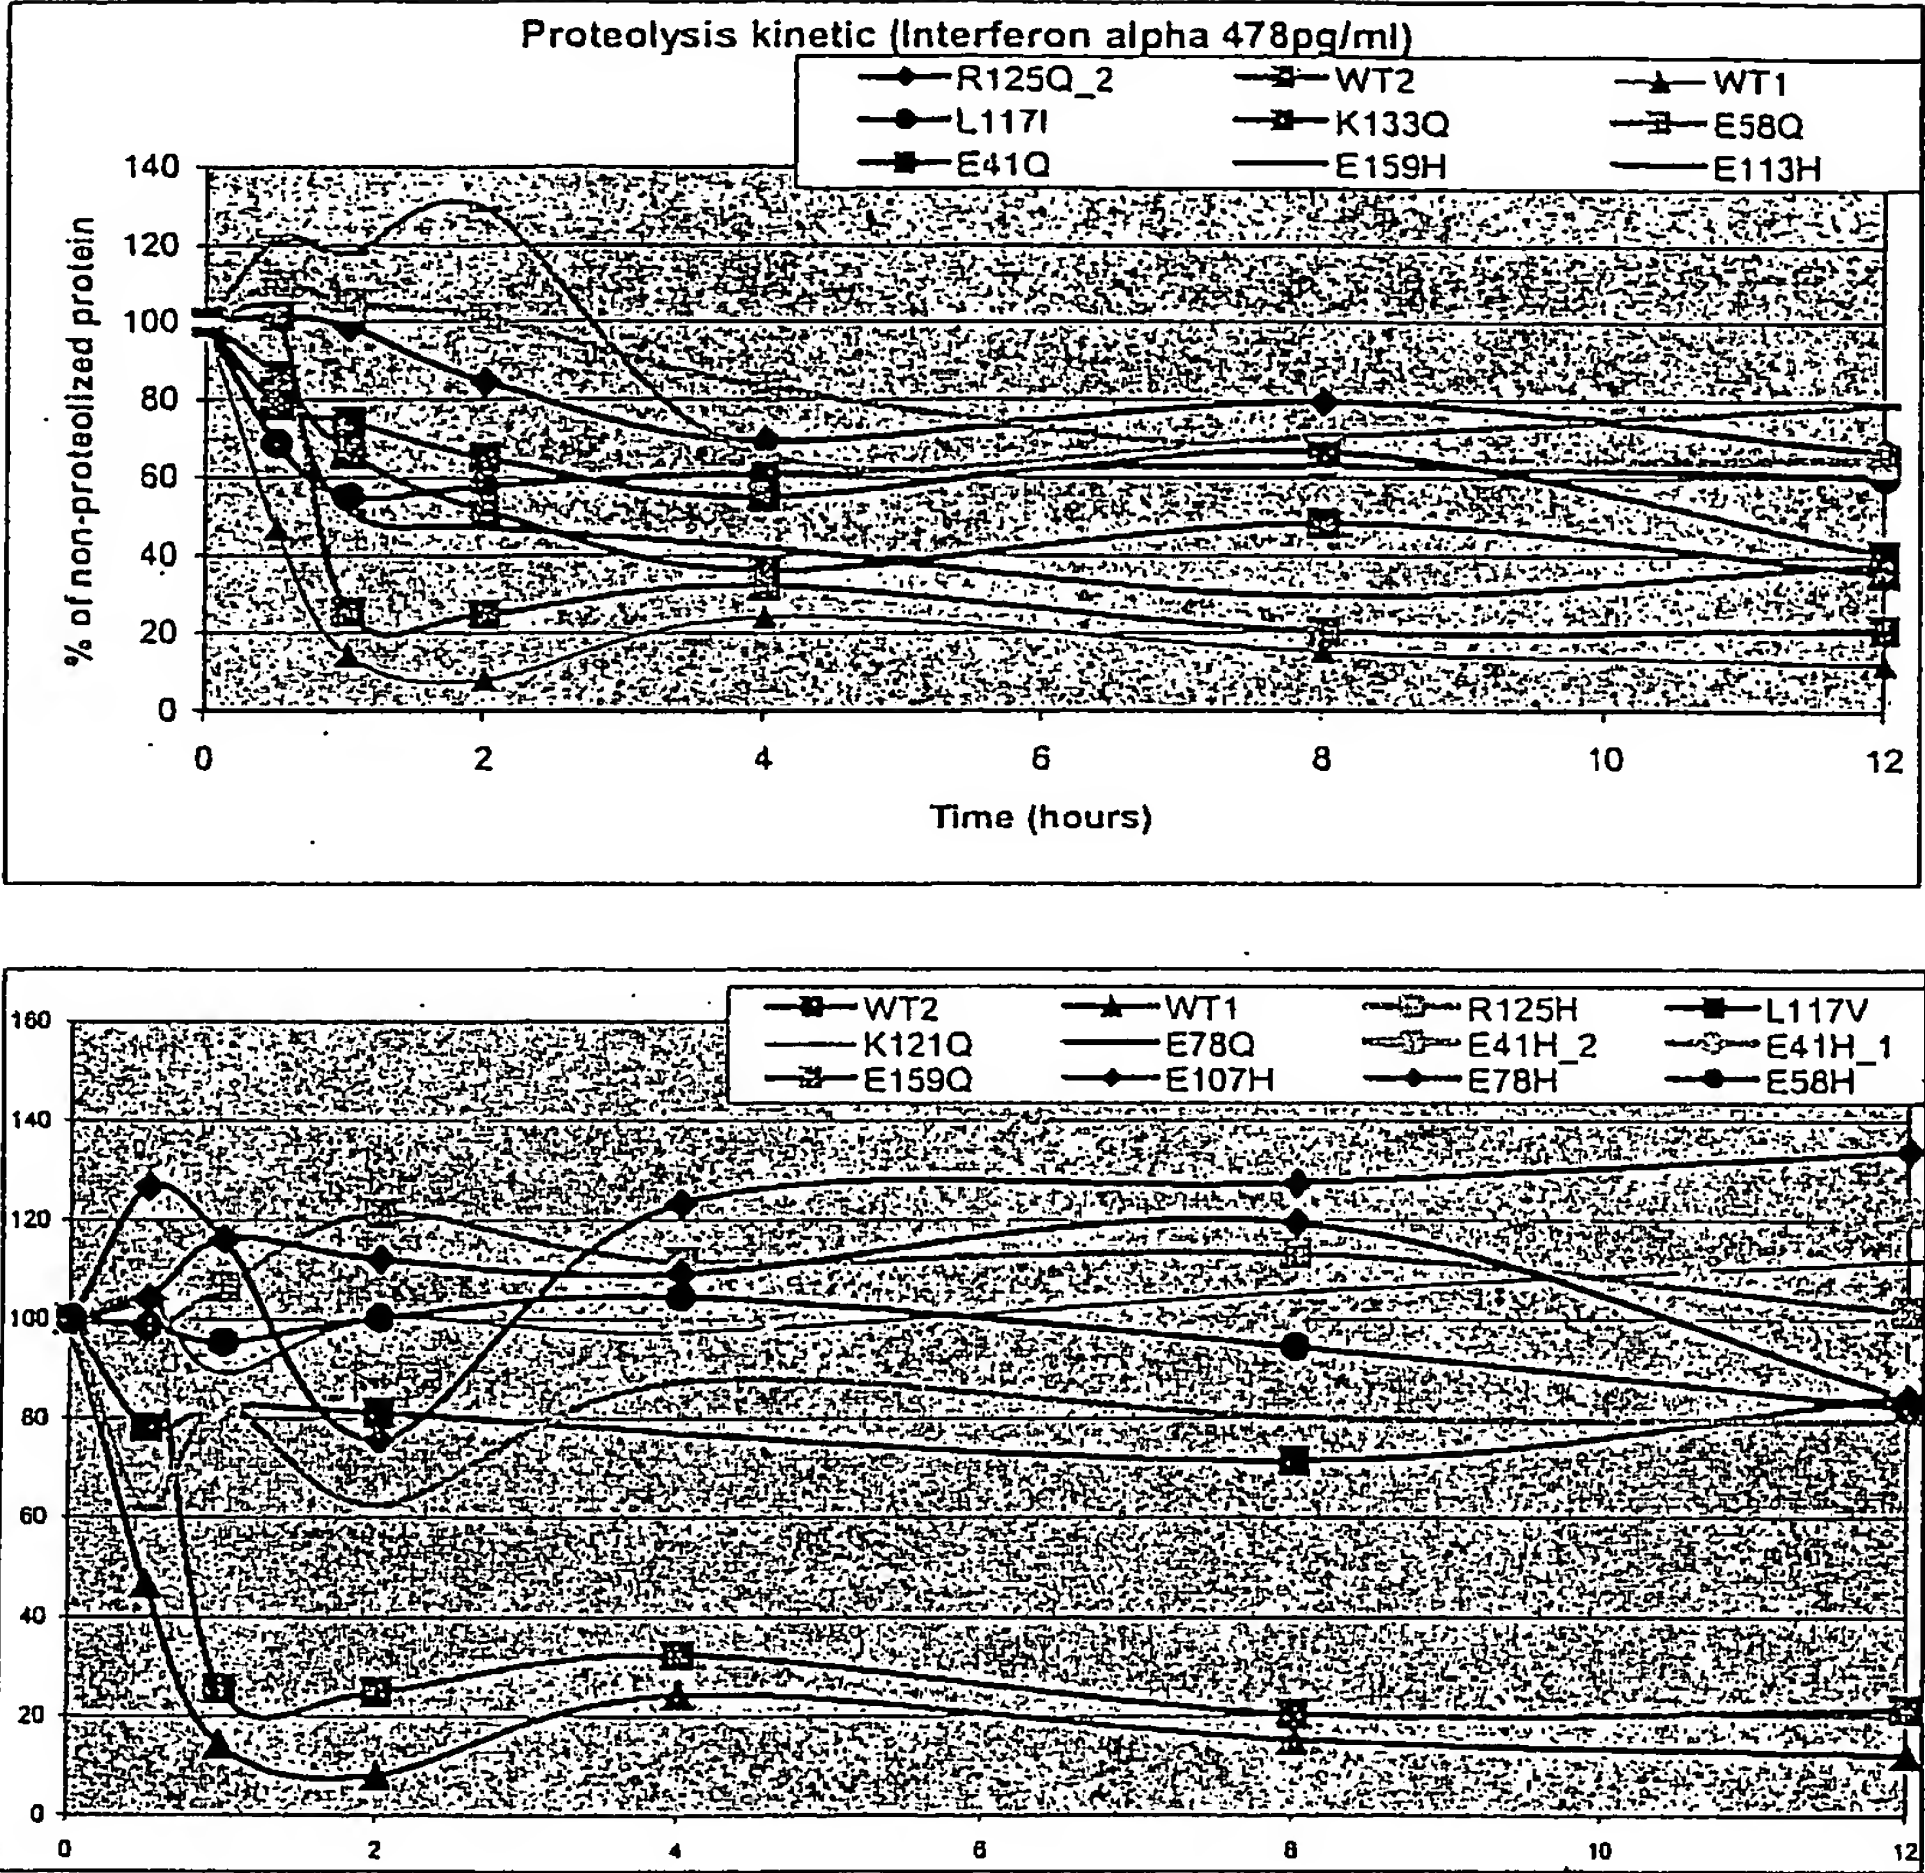 Proteolysis kinetic (Interferon alpha 478pg/ml)
R125Q_2 WT2 WT1
L117I K133Q E58Q
E41Q E159H E113H
% of non-proteolized protein
140
120
100
80
60
40
20
0
0 2 4 6 8 10 12
Time (hours)
WT2 WT1 R125H L117V
K121Q E78Q E41H_2 E41H_1
E159Q E107H E78H E58H
160
140
120
100
80
60
40
20
0
0 2 4 6 8 10 12